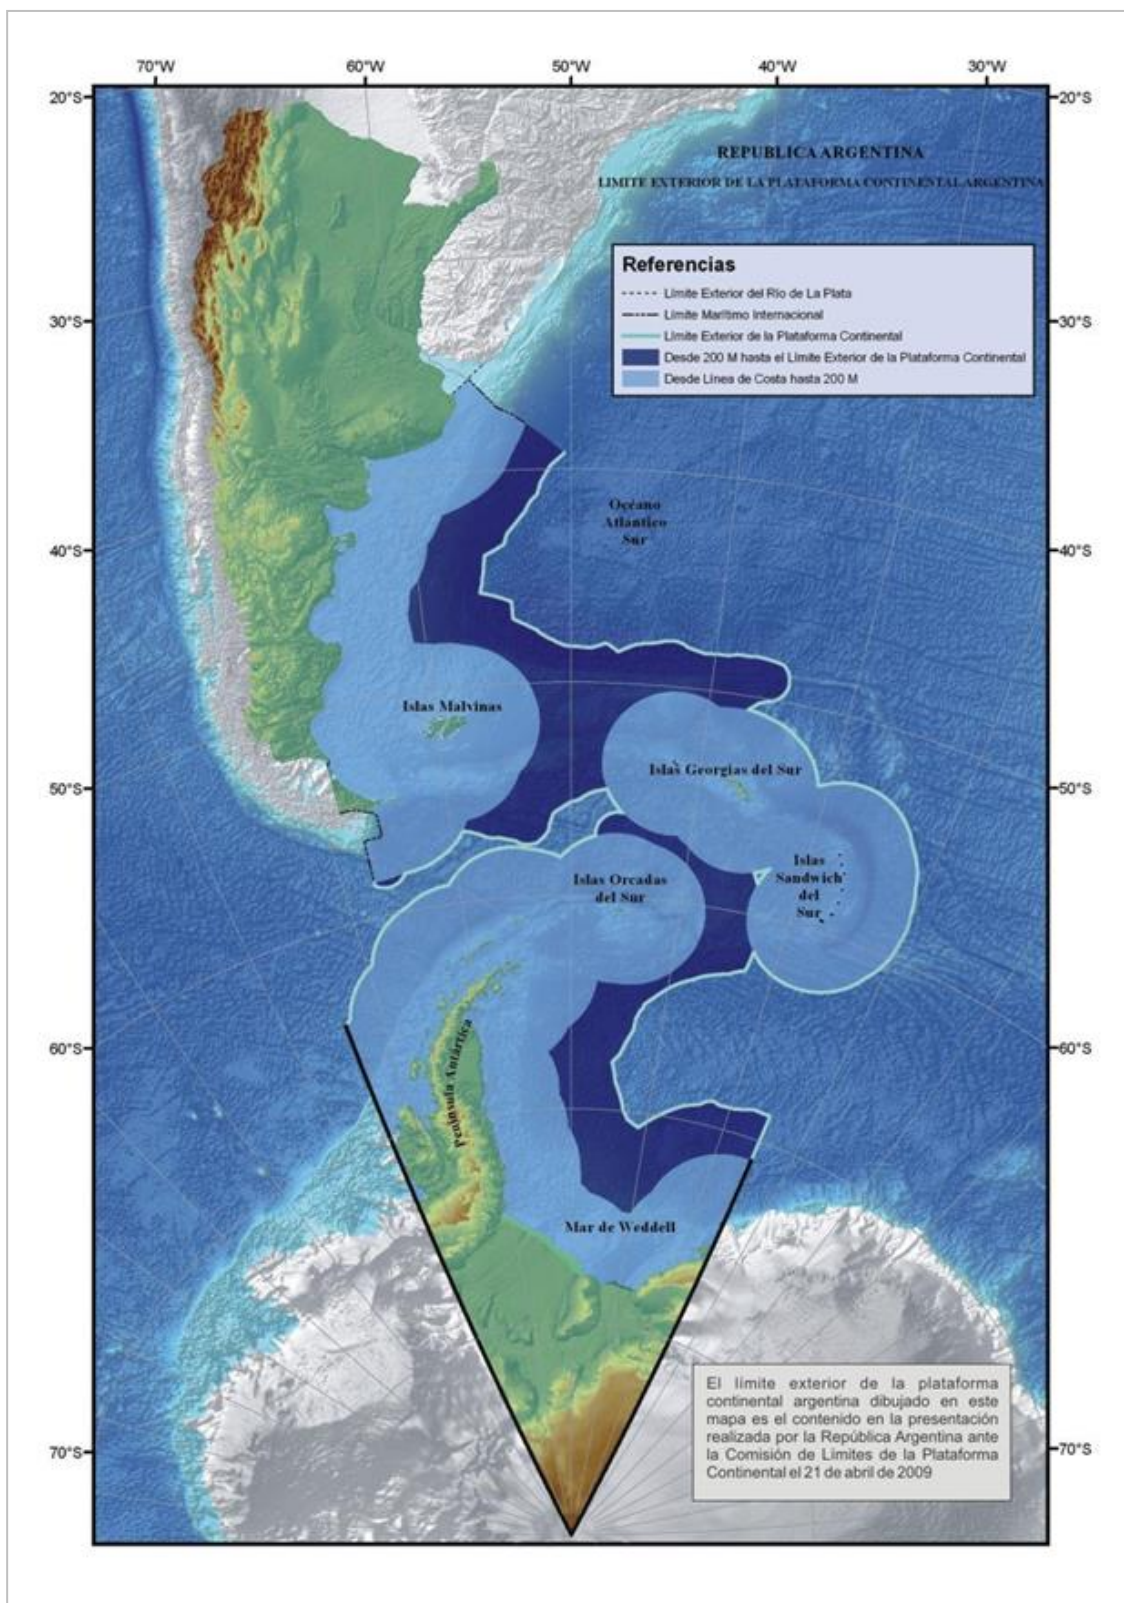 70°W 60°W 50°W 40°W 30°W
20°S 20°S
REPUBLICA ARGENTINA
LIMITE EXTERIOR DE LA PLATAFORMA CONTINENTAL ARGENTINA
Referencias
Límite Exterior del Río de La Plata
Límite Marítimo Internacional
Límite Exterior de la Plataforma Continental
Desde 200 M hasta el Límite Exterior de la Plataforma Continental
Desde Línea de Costa hasta 200 M
30°S 30°S
Océano
Atlántico
Sur
40°S 40°S
Islas Malvinas
Islas Georgias del Sur
50°S 50°S
Islas
Sandwich
del
Sur
Islas Orcadas
del Sur
60°S 60°S
Península Antártica
Mar de Weddell
El límite exterior de la plataforma
continental argentina dibujado en este
mapa es el contenido en la presentación
realizada por la República Argentina ante
la Comisión de Límites de la Plataforma
Continental el 21 de abril de 2009
70°S 70°S